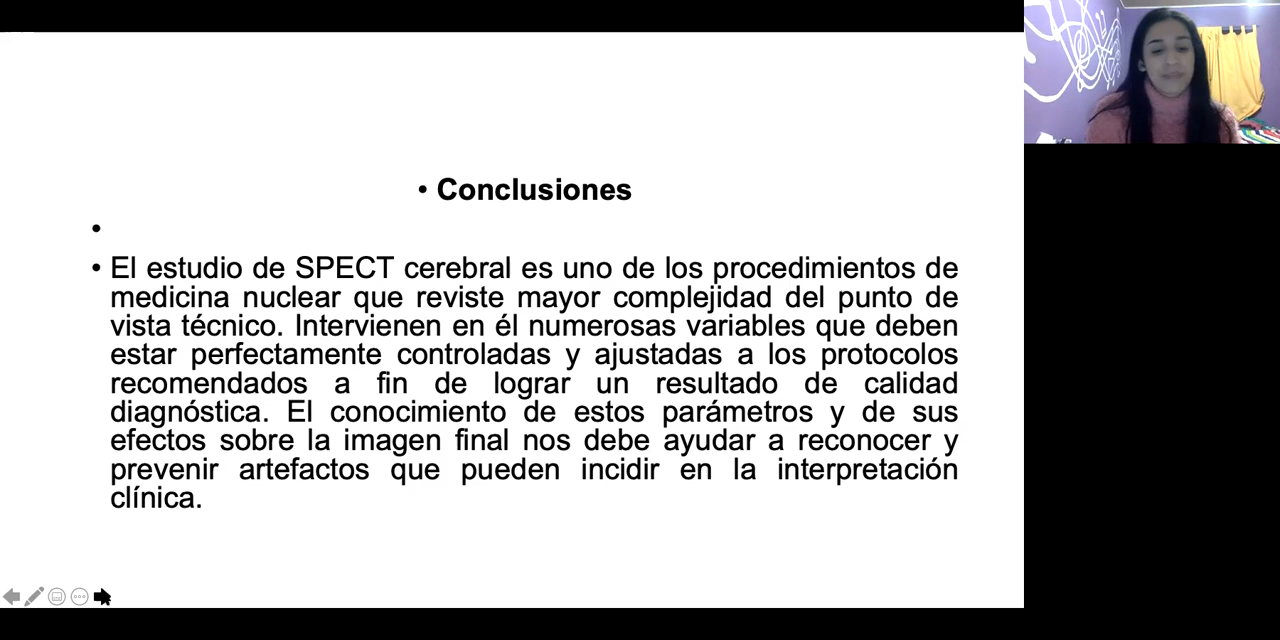 • Conclusiones
•
• El estudio de SPECT cerebral es uno de los procedimientos de
medicina nuclear que reviste mayor complejidad del punto de
vista técnico. Intervienen en él numerosas variables que deben
estar perfectamente controladas y ajustadas a los protocolos
recomendados a fin de lograr un resultado de calidad
diagnóstica. El conocimiento de estos parámetros y de sus
efectos sobre la imagen final nos debe ayudar a reconocer y
prevenir artefactos que pueden incidir en la interpretación
clínica.